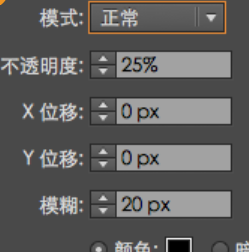 模式: 正常
不透明度: 25%
X 位移: 0 px
Y 位移: 0 px
模糊: 20 px
颜色: